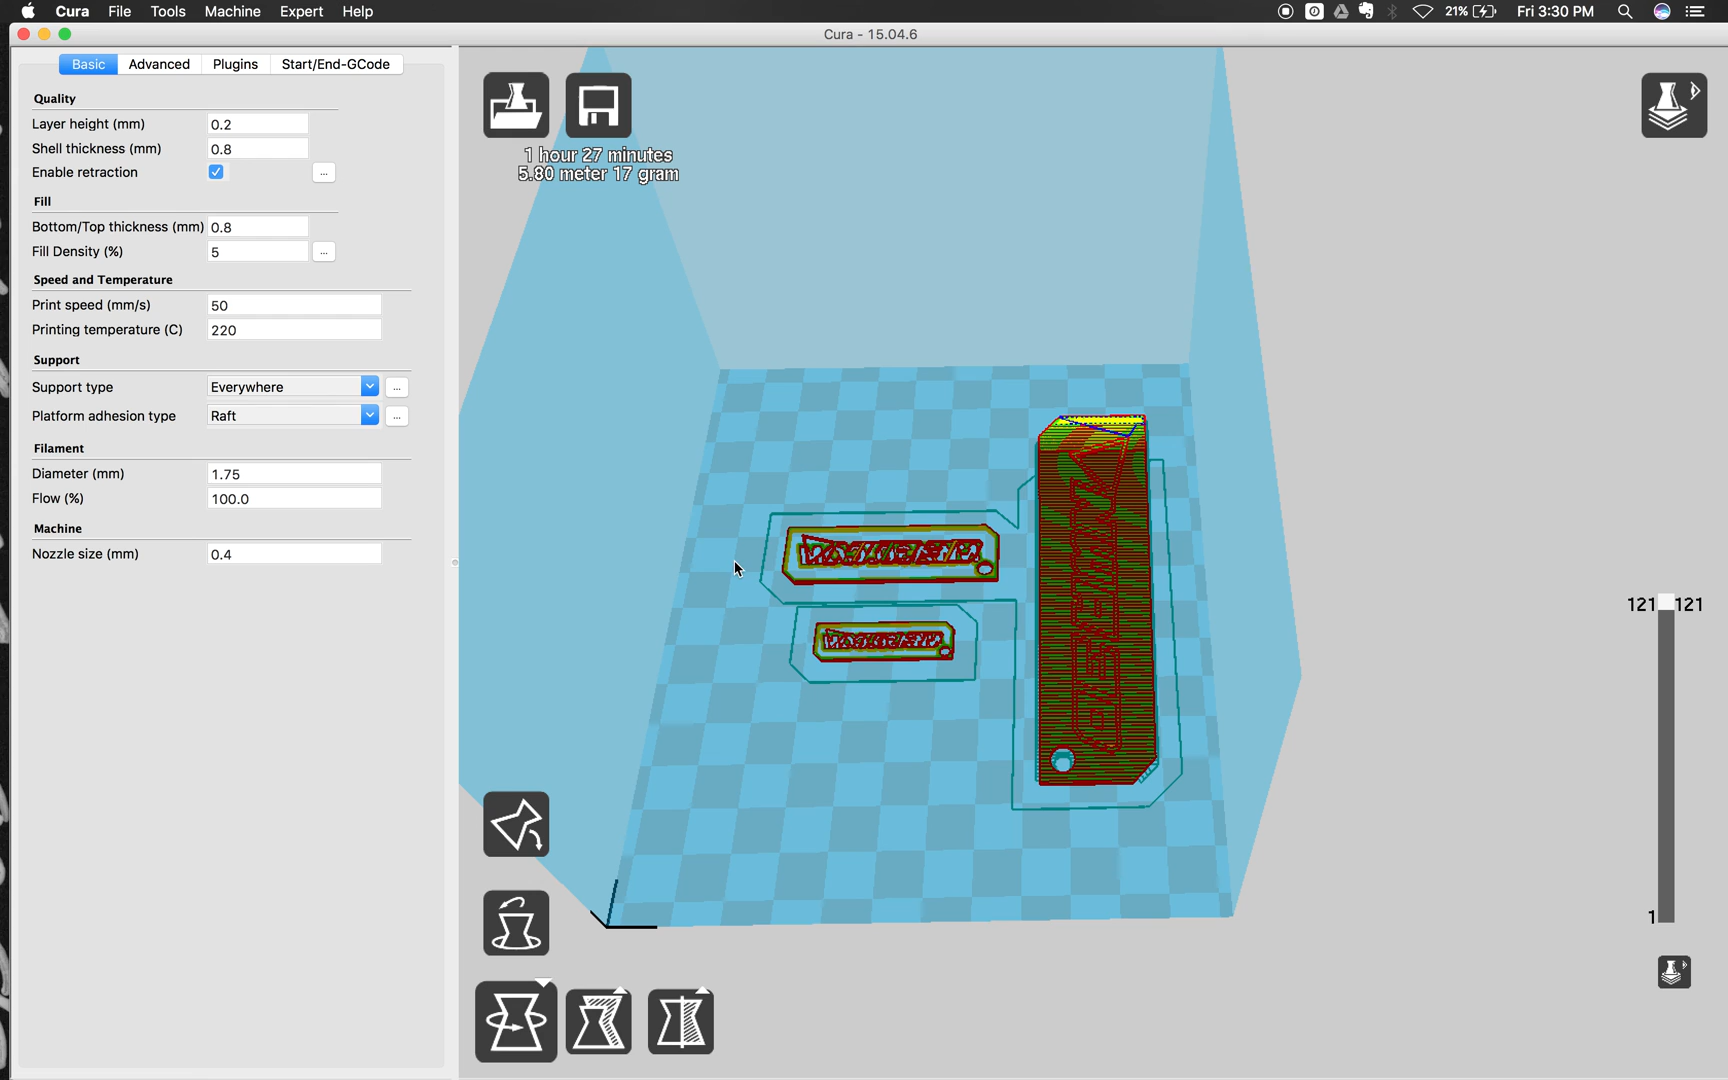 Cura File Tools Machine Expert Help 21% Fri 3:30 PM
Cura - 15.04.6
Basic Advanced Plugins Start/End-GCode
Quality
Layer height (mm) 0.2
Shell thickness (mm) 0.8
Enable retraction ...
Fill
Bottom/Top thickness (mm) 0.8
Fill Density (%) 5 ...
Speed and Temperature
Print speed (mm/s) 50
Printing temperature (C) 220
Support
Support type Everywhere ...
Platform adhesion type Raft ...
Filament
Diameter (mm) 1.75
Flow (%) 100.0
Machine
Nozzle size (mm) 0.4
1 hour 27 minutes
5.80 meter 17 gram
121 121
1